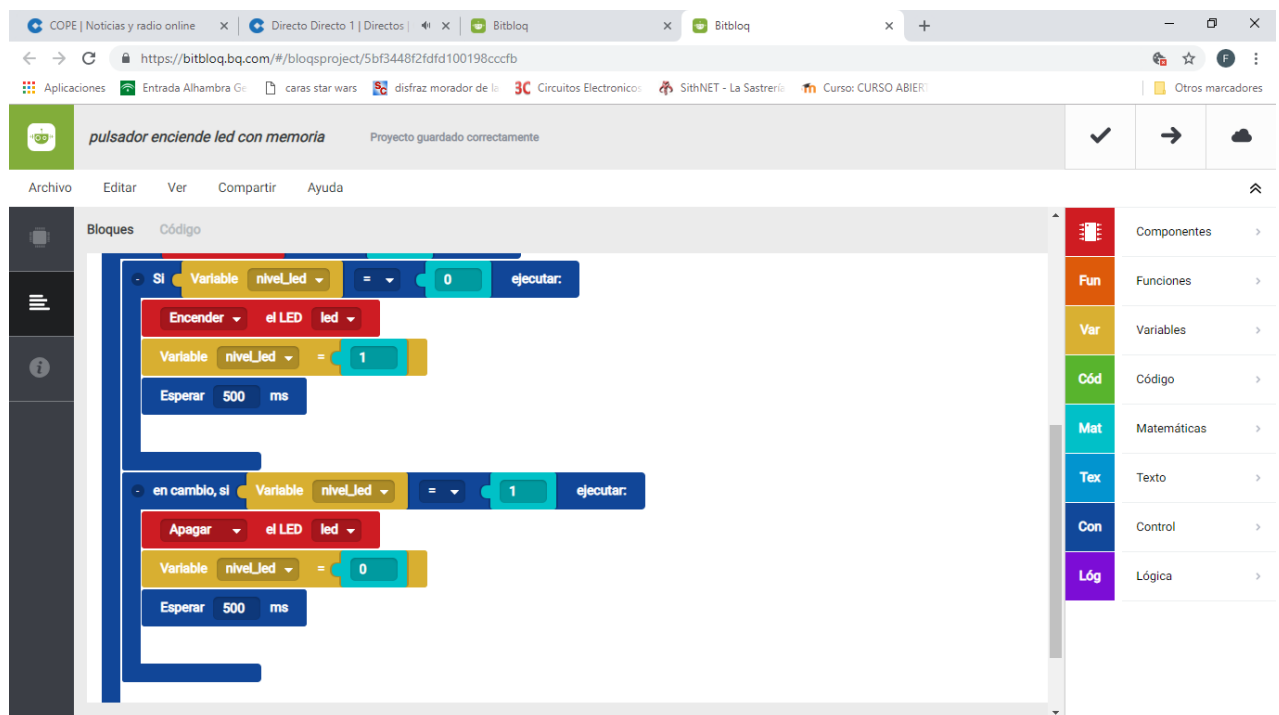 COPE | Noticias y radio online
Directo Directo 1 | Directos |
Bitbloq
Bitbloq
https://bitbloq.bq.com/#/bloqsproject/5bf3448f2fdfd100198cccfb
F
Aplicaciones
Entrada Alhambra Ge
caras star wars
disfraz morador de la
3C Circuitos Electronicos
SithNET - La Sastrería
Curso: CURSO ABIER
Otros marcadores
pulsador enciende led con memoria
Proyecto guardado correctamente
Archivo Editar Ver Compartir Ayuda
Bloques Código
Si Variable nivel_led = 0 ejecutar:
Encender el LED led
Variable nivel_led = 1
Esperar 500 ms
en cambio, si Variable nivel_led = 1 ejecutar:
Apagar el LED led
Variable nivel_led = 0
Esperar 500 ms
Componentes
Fun Funciones
Var Variables
Cód Código
Mat Matemáticas
Tex Texto
Con Control
Lóg Lógica